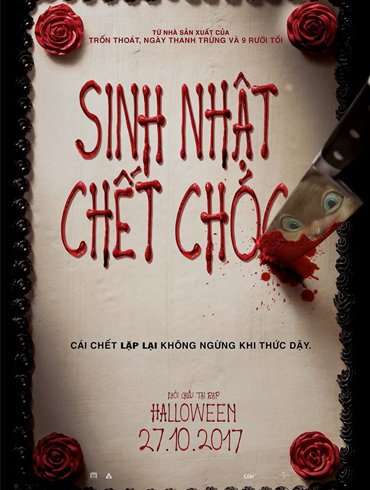 TỪ NHÀ SẢN XUẤT CỦA
TRỐN THOÁT, NGÀY THANH TRỪNG VÀ 9 RƯỠI TỐI
SINH NHẬT
CHẾT CHÓC
CÁI CHẾT LẶP LẠI KHÔNG NGỪNG KHI THỨC DẬY.
KHỞI CHIẾU TẠI RẠP
HALLOWEEN
27.10.2017